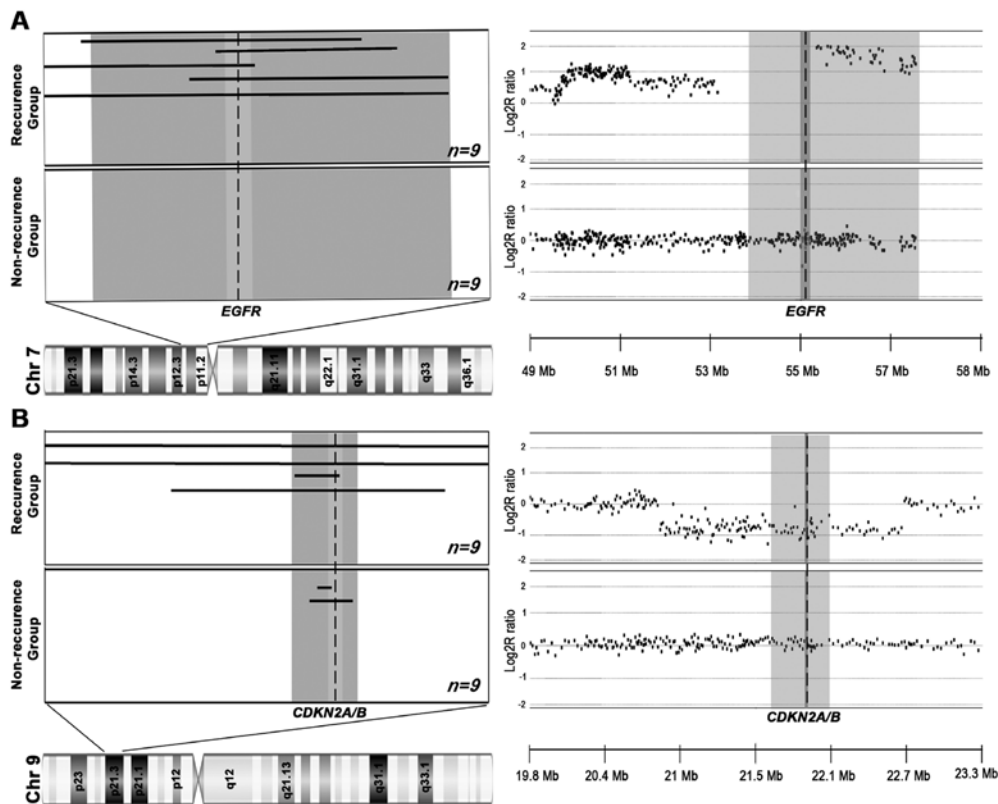 A
Reccurence
Group
n=9
Non-reccurence
Group
n=9
EGFR
Log2R ratio
2
1
0
-1
-2
Log2R ratio
2
1
0
-1
-2
EGFR
Chr 7
p21.3
p14.3
p12.3
p11.2
q21.11
q22.1
q31.1
q33
q36.1
49 Mb
51 Mb
53 Mb
55 Mb
57 Mb
58 Mb
B
Reccurence
Group
n=9
Non-reccurence
Group
n=9
CDKN2A/B
Log2R ratio
2
1
0
-1
-2
Log2R ratio
2
1
0
-1
-2
CDKN2A/B
Chr 9
p23
p21.3
p21.1
p12
q12
q21.13
q31.1
q33.1
19.8 Mb
20.4 Mb
21 Mb
21.5 Mb
22.1 Mb
22.7 Mb
23.3 Mb